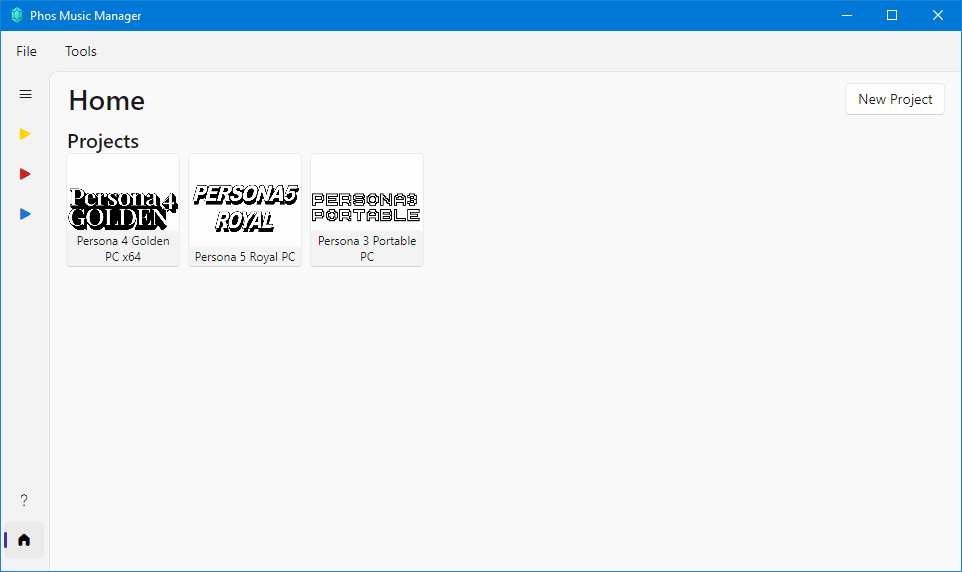 Phos Music Manager
File Tools
Home
New Project
Projects
Persona 4
GOLDEN
Persona 4 Golden
PC x64
PERSONA5
ROYAL
Persona 5 Royal PC
PERSONA3
PORTABLE
Persona 3 Portable
PC
?